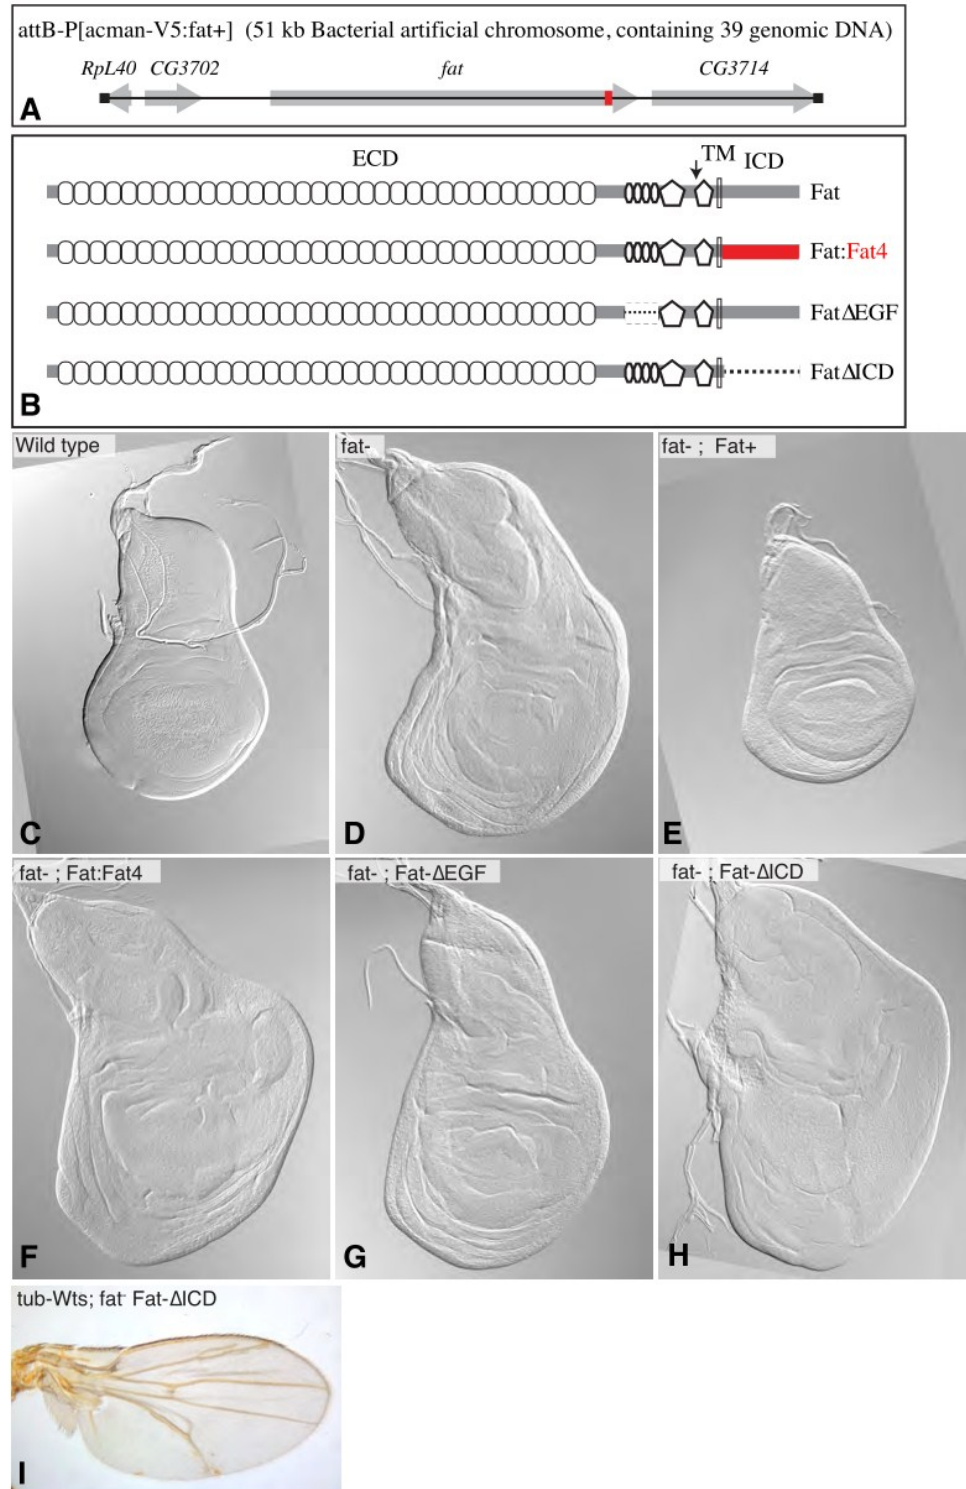 attB-P[acman-V5:fat+] (51 kb Bacterial artificial chromosome, containing 39 genomic DNA)
RpL40 CG3702 fat CG3714
A
ECD TM ICD
Fat
Fat:Fat4
FatΔEGF
FatΔICD
B
Wild type fat- fat- ; Fat+
C D E
fat- ; Fat:Fat4 fat- ; Fat-ΔEGF fat- ; Fat-ΔICD
F G H
tub-Wts; fat- Fat-ΔICD
I